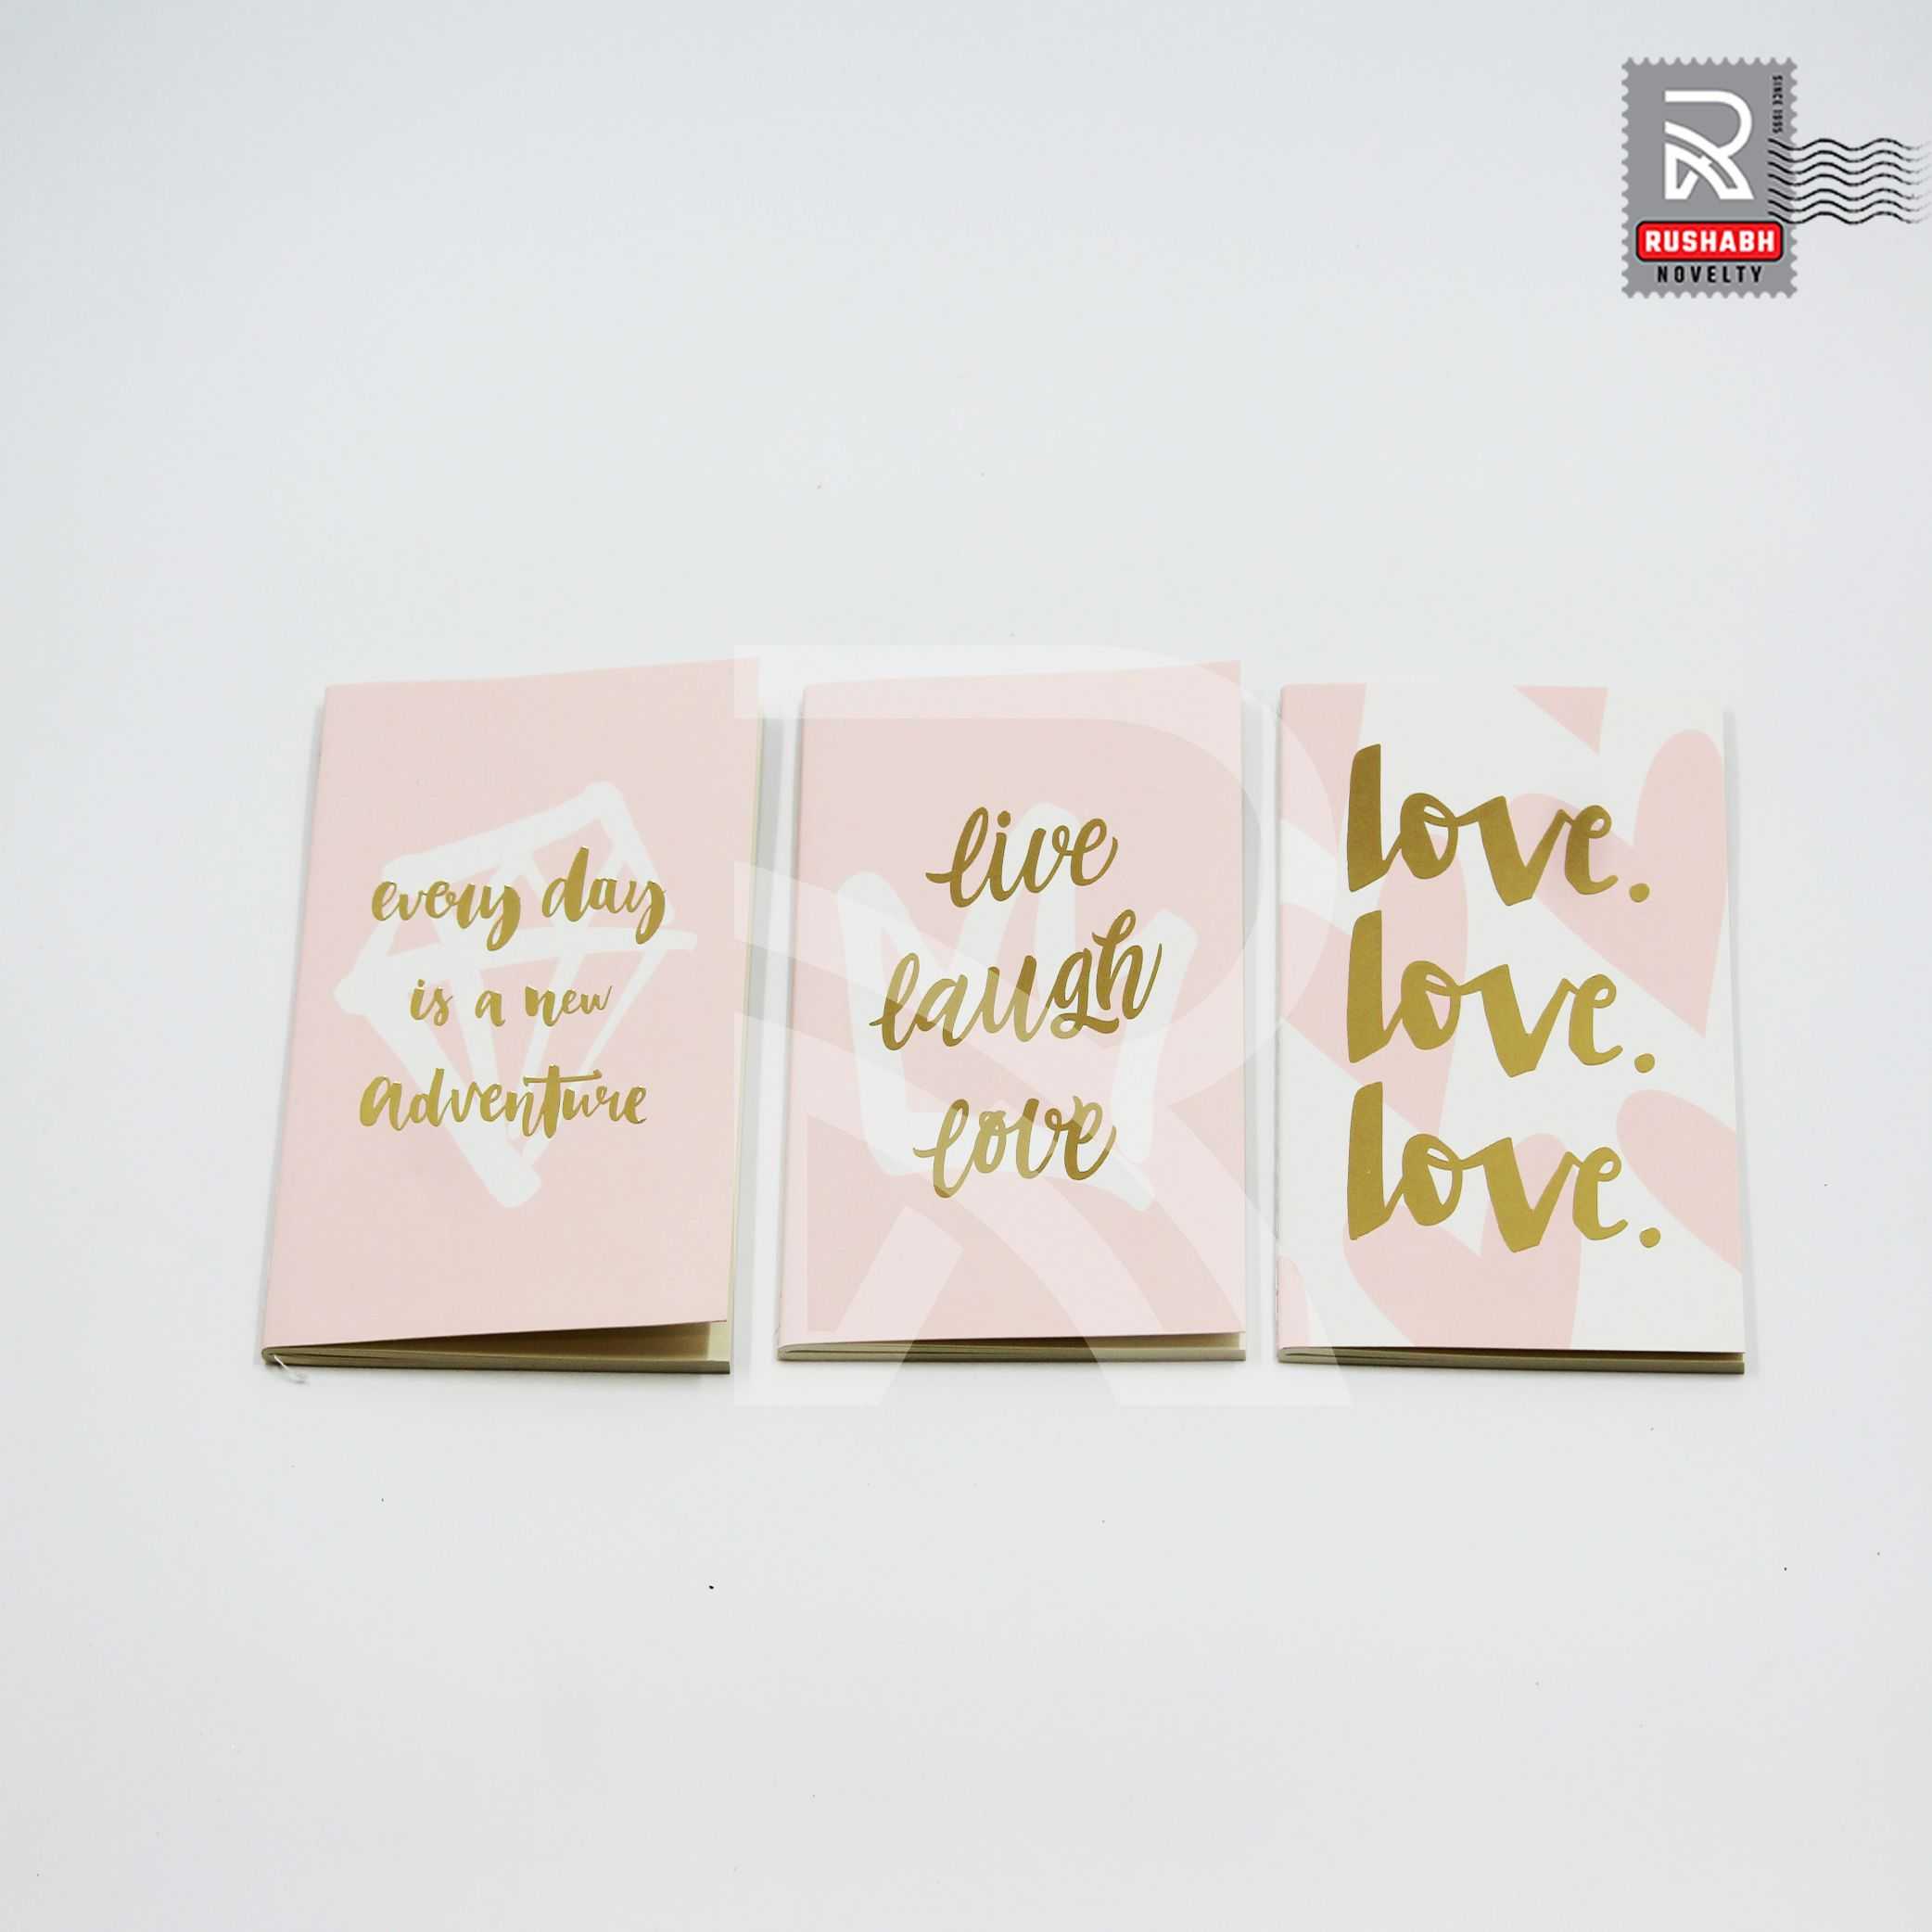 SINCE 1995
RUSHABH
NOVELTY
every day
is a new
adventure
live
laugh
love
love.
love.
love.